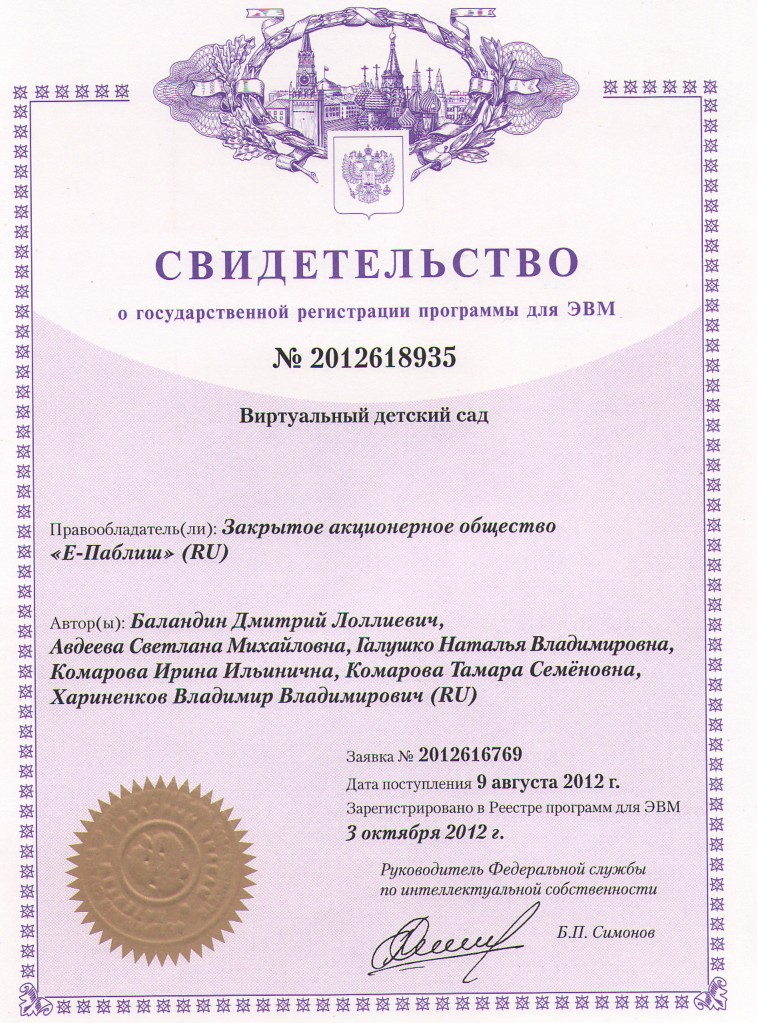 СВИДЕТЕЛЬСТВО
о государственной регистрации программы для ЭВМ
№ 2012618935
Виртуальный детский сад
Правообладатель(ли): Закрытое акционерное общество
«Е-Паблиш» (RU)
Автор(ы): Баландин Дмитрий Лоллиевич,
Авдеева Светлана Михайловна, Галушко Наталья Владимировна,
Комарова Ирина Ильинична, Комарова Тамара Семёновна,
Хариненков Владимир Владимирович (RU)
Заявка № 2012616769
Дата поступления 9 августа 2012 г.
Зарегистрировано в Реестре программ для ЭВМ
3 октября 2012 г.
Руководитель Федеральной службы
по интеллектуальной собственности
Б.П. Симонов